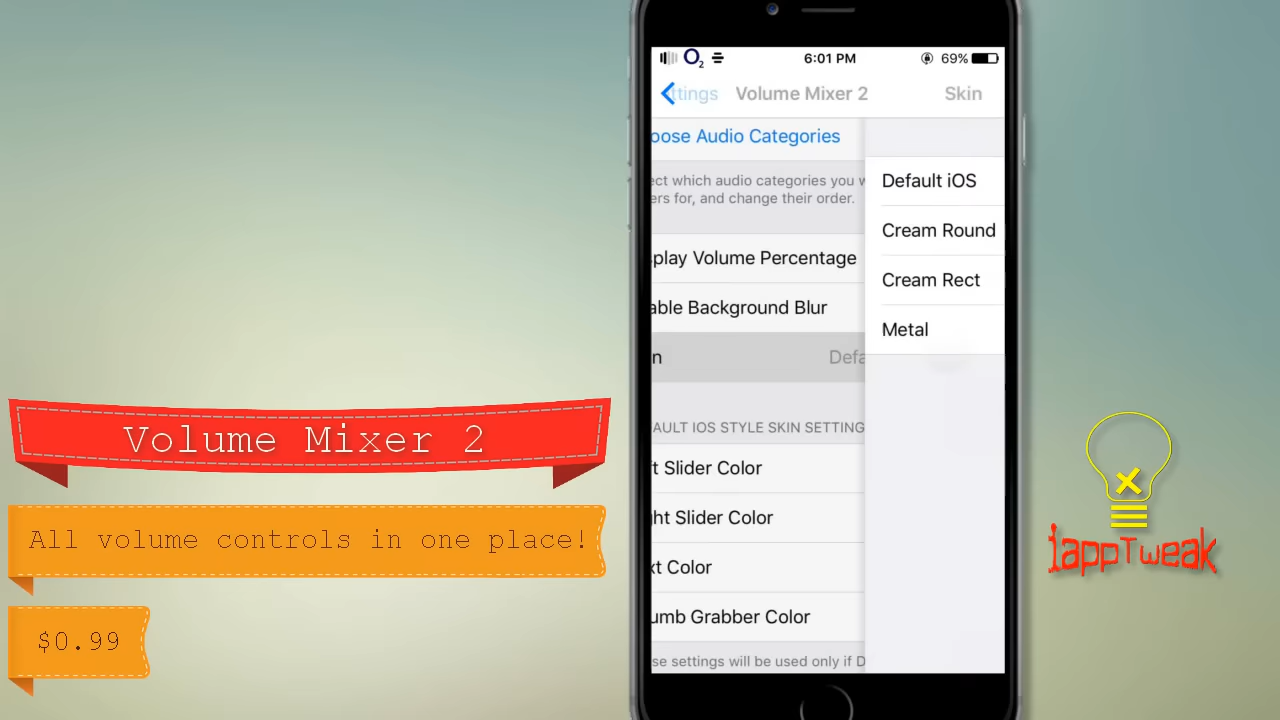 O2
6:01 PM
69%
ttings
Volume Mixer 2
Skin
oose Audio Categories
ect which audio categories you w
ers for, and change their order.
splay Volume Percentage
able Background Blur
n
Defa
AULT IOS STYLE SKIN SETTING
ft Slider Color
ght Slider Color
xt Color
umb Grabber Color
se settings will be used only if D
Default iOS
Cream Round
Cream Rect
Metal
Volume Mixer 2
All volume controls in one place!
$0.99
iappTweak